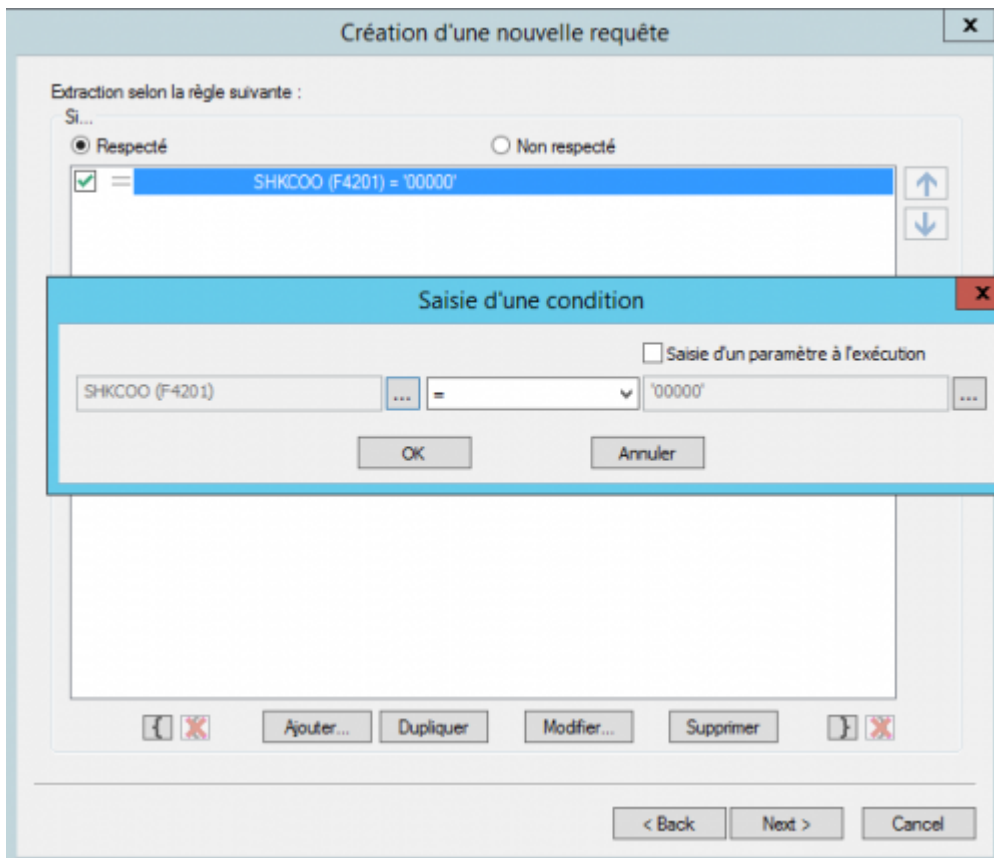 Création d'une nouvelle requête
x
Extraction selon la règle suivante :
Si...
Respecté
Non respecté
= SHKCOO (F4201) = '00000'
Saisie d'une condition
x
Saisie d'un paramètre à l'exécution
SHKCOO (F4201) ... = '00000' ...
OK Annuler
{ Ajouter... Dupliquer Modifier... Supprimer }
< Back Next > Cancel